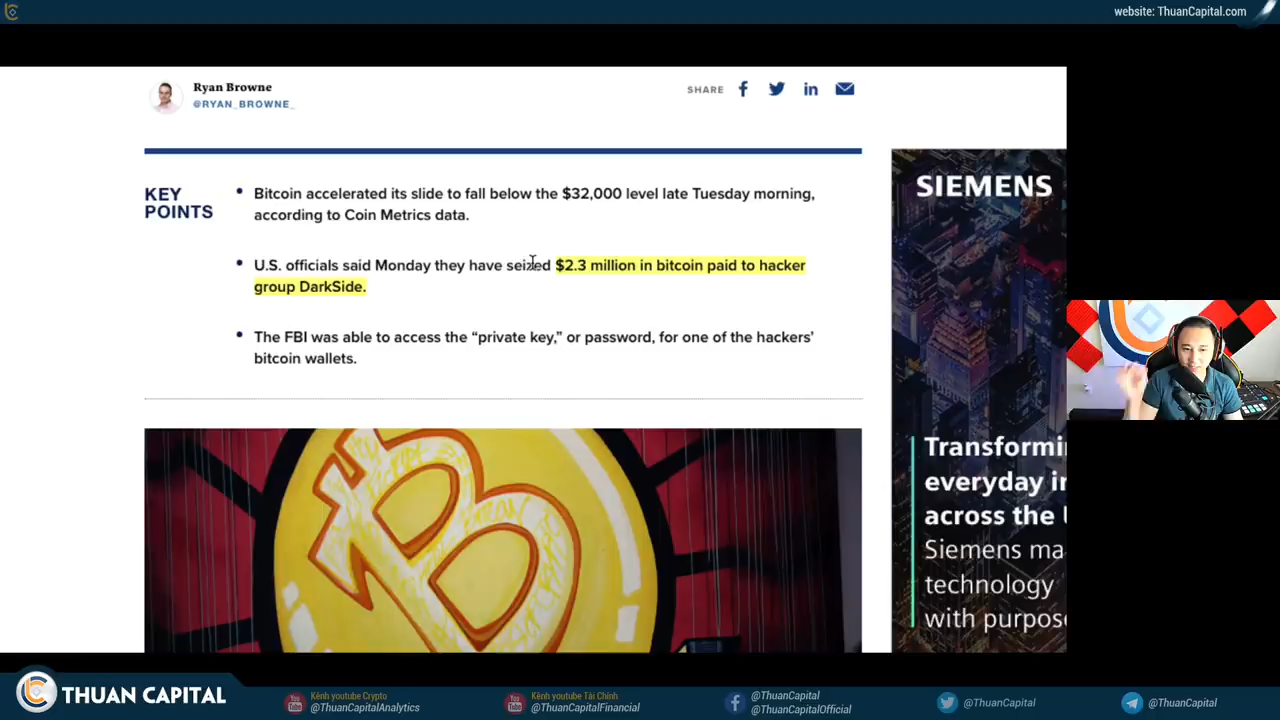 website: ThuanCapital.com
Ryan Browne
@RYAN_BROWNE_
SHARE
KEY
POINTS
Bitcoin accelerated its slide to fall below the $32,000 level late Tuesday morning,
according to Coin Metrics data.
U.S. officials said Monday they have seized $2.3 million in bitcoin paid to hacker
group DarkSide.
The FBI was able to access the “private key,” or password, for one of the hackers’
bitcoin wallets.
SIEMENS
Transformi
everyday in
across the U
Siemens ma
technology
with purpos
THUAN CAPITAL
Kênh youtube Crypto
@ThuanCapitalAnalytics
Kênh youtube Tài Chính
@ThuanCapitalFinancial
@ThuanCapital
@ThuanCapitalOfficial
@ThuanCapital
@ThuanCapital